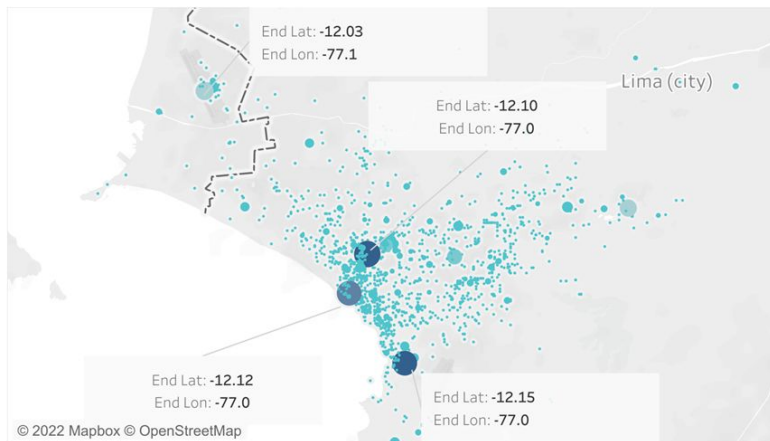 End Lat: -12.03
End Lon: -77.1
Lima (city)
End Lat: -12.10
End Lon: -77.0
End Lat: -12.12
End Lon: -77.0
End Lat: -12.15
End Lon: -77.0
© 2022 Mapbox © OpenStreetMap